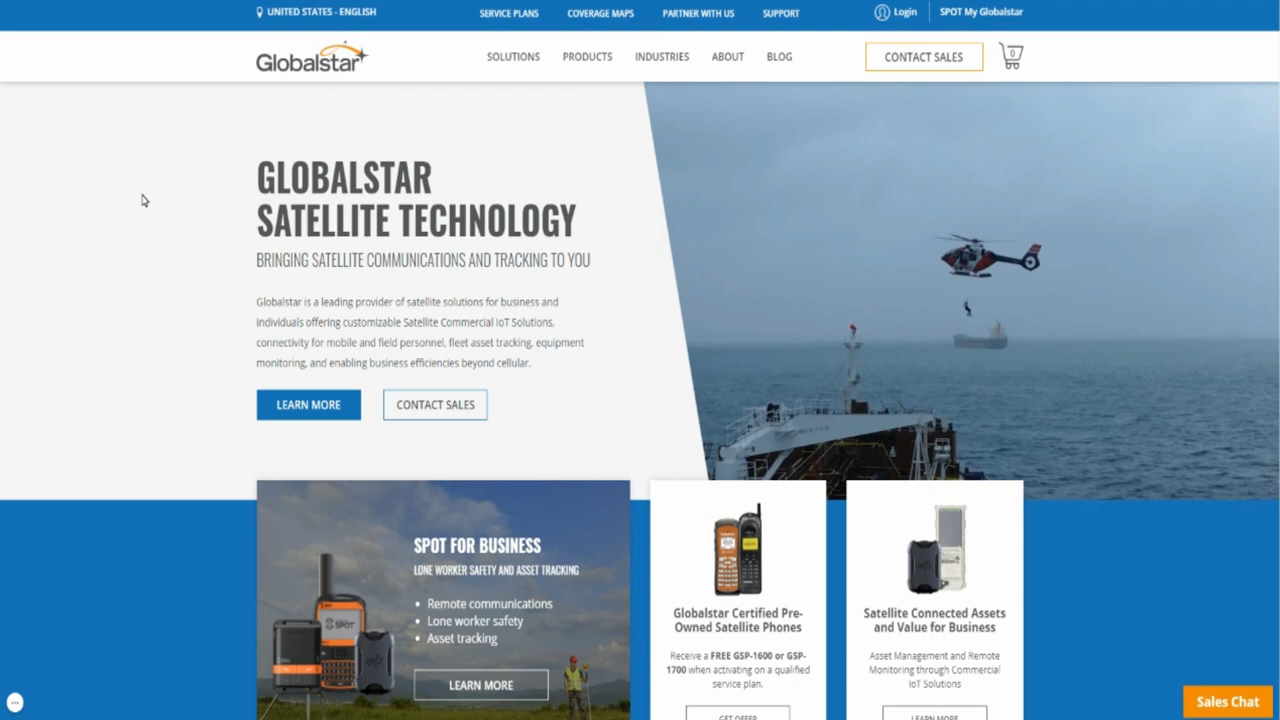 UNITED STATES - ENGLISH
SERVICE PLANS
COVERAGE MAPS
PARTNER WITH US
SUPPORT
Login
SPOT My Globalstar
Globalstar
SOLUTIONS
PRODUCTS
INDUSTRIES
ABOUT
BLOG
CONTACT SALES
0
GLOBALSTAR
SATELLITE TECHNOLOGY
BRINGING SATELLITE COMMUNICATIONS AND TRACKING TO YOU
Globalstar is a leading provider of satellite solutions for business and
individuals offering customizable Satellite Commercial IoT Solutions,
connectivity for mobile and field personnel, fleet asset tracking, equipment
monitoring, and enabling business efficiencies beyond cellular.
LEARN MORE
CONTACT SALES
SPOT FOR BUSINESS
LONE WORKER SAFETY AND ASSET TRACKING
• Remote communications
• Lone worker safety
• Asset tracking
LEARN MORE
SPOT
Globalstar Certified Pre-
Owned Satellite Phones
Receive a FREE GSP-1600 or GSP-
1700 when activating on a qualified
service plan.
GET OFFER
Satellite Connected Assets
and Value for Business
Asset Management and Remote
Monitoring through Commercial
IoT Solutions
LEARN MORE
Sales Chat